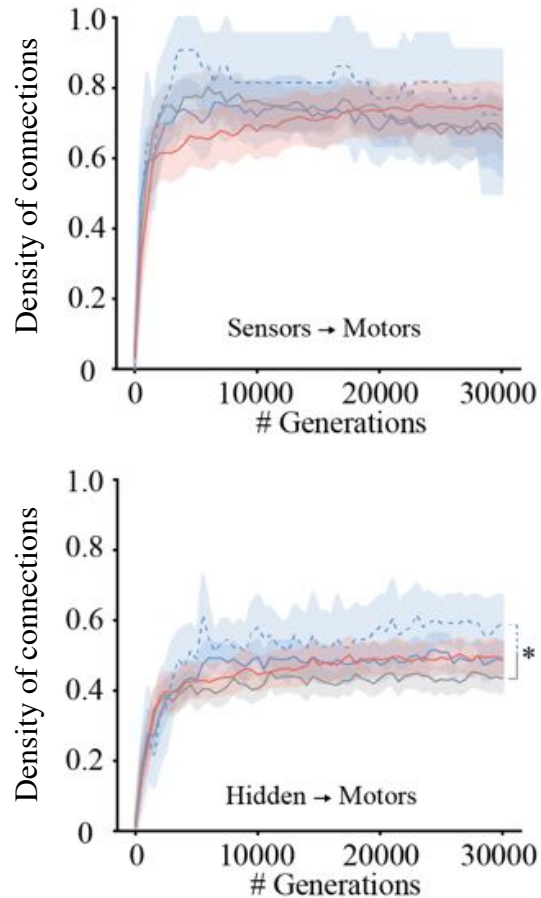 Density of connections
1.0
0.8
0.6
0.4
0.2
0
Sensors → Motors
0 10000 20000 30000
# Generations
Density of connections
1.0
0.8
0.6
0.4
0.2
0
*
Hidden → Motors
0 10000 20000 30000
# Generations